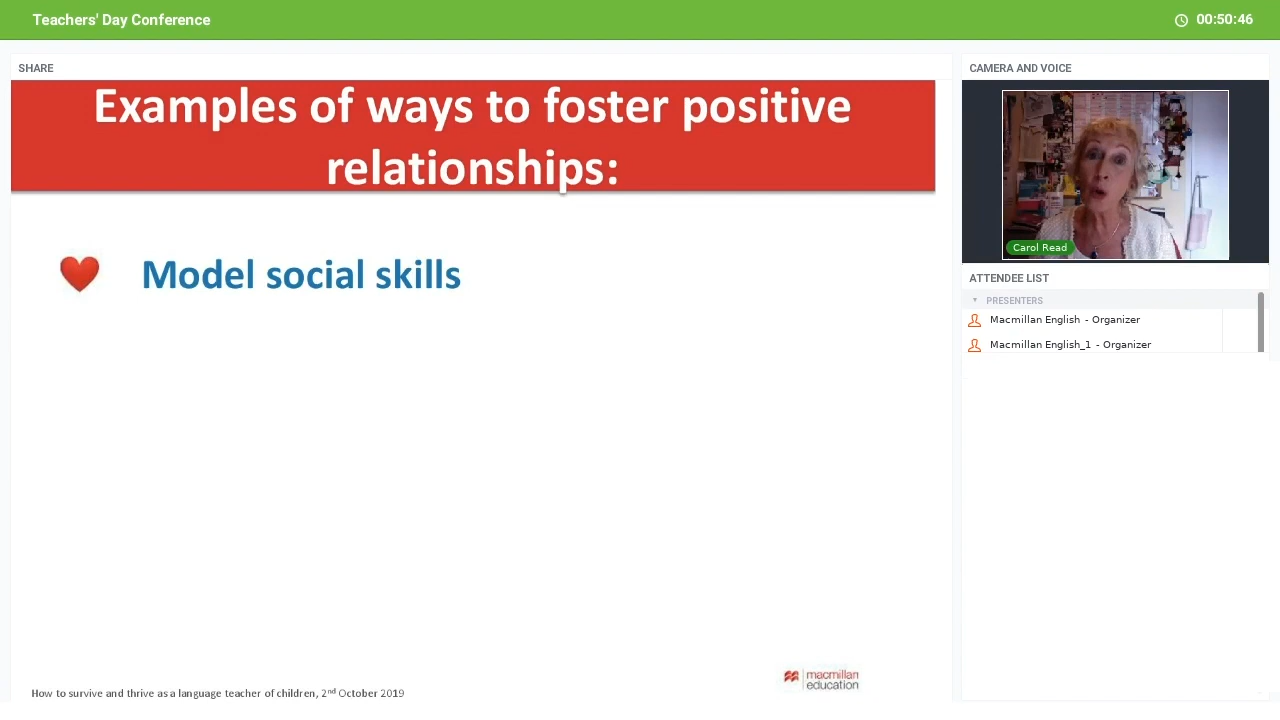 Teachers' Day Conference
00:50:46
SHARE
Examples of ways to foster positive
relationships:
Model social skills
How to survive and thrive as a language teacher of children, 2nd October 2019
macmillan
education
CAMERA AND VOICE
Carol Read
ATTENDEE LIST
PRESENTERS
Macmillan English - Organizer
Macmillan English_1 - Organizer